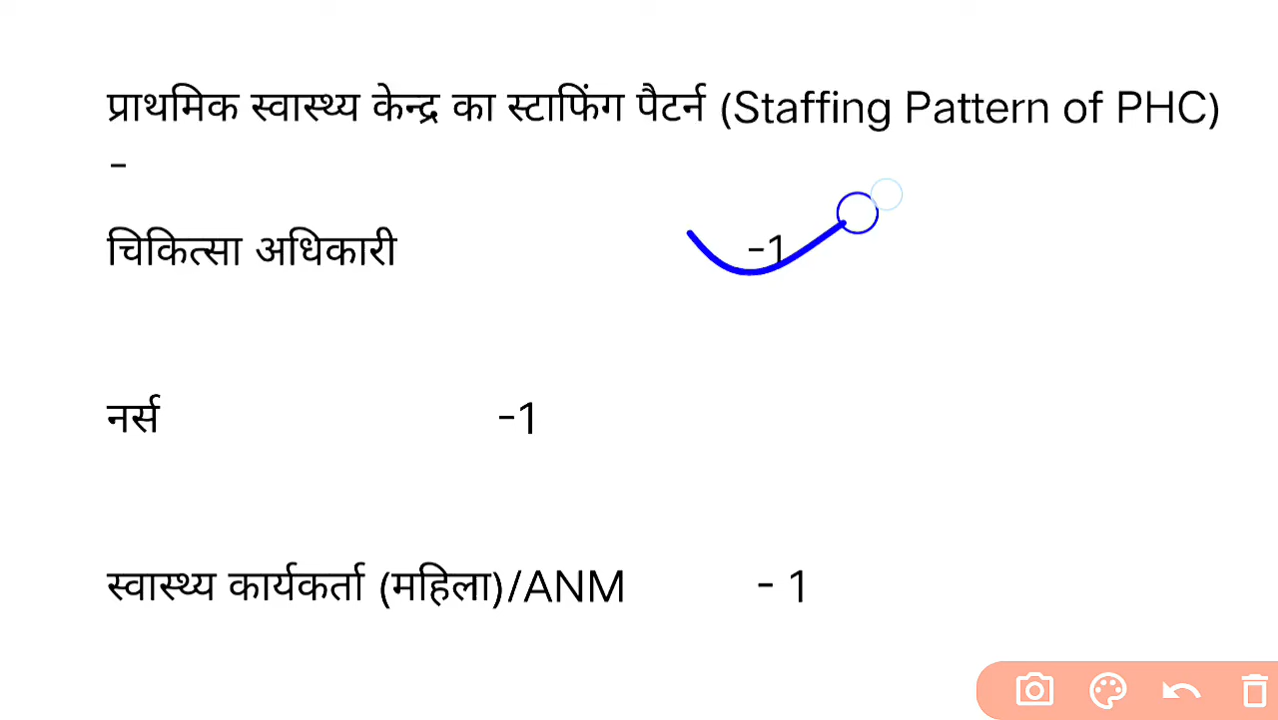 प्राथमिक स्वास्थ्य केन्द्र का स्टाफिंग पैटर्न (Staffing Pattern of PHC)
-
चिकित्सा अधिकारी -1
नर्स -1
स्वास्थ्य कार्यकर्ता (महिला)/ANM - 1